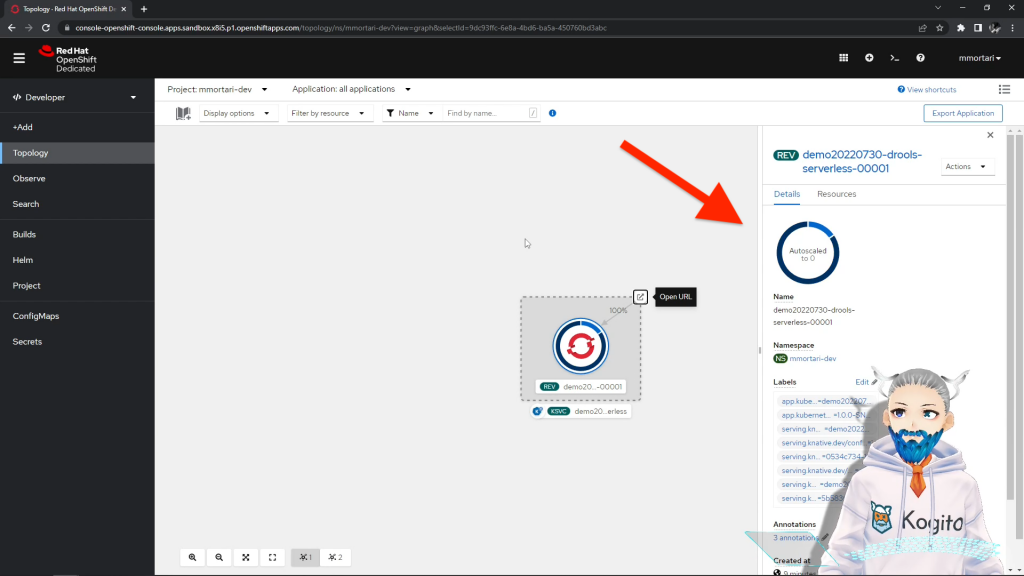 Topology - Red Hat OpenShift De
console-openshift-console.apps.sandbox.x8i5.p1.openshiftapps.com/topology/ns/mmortari-dev?view=graph&selectId=9dc93ffc-6e8a-4bd6-ba5a-450760bd3abc
Red Hat
OpenShift
Dedicated
mmortari
Developer
+Add
Topology
Observe
Search
Builds
Helm
Project
ConfigMaps
Secrets
Project: mmortari-dev
Application: all applications
View shortcuts
Display options
Filter by resource
Name
Find by name...
/
Export Application
100%
Open URL
REV demo20...-00001
KSVC demo20...erless
1
2
REV demo20220730-drools-
serverless-00001
Actions
Details
Resources
Autoscaled
to 0
Name
demo20220730-drools-
serverless-00001
Namespace
NS mmortari-dev
Labels
Edit
app.kube... =demo202207
app.kubernet... =1.0.0-SN
serving.kn... =demo2022
serving.knative.dev/conf
serving.kn... =0534c734-
serving.knative.dev/
serving.k... =demo2
serving.k... =5b583
Annotations
3 annotations
Created at
9 minutes
Kogito